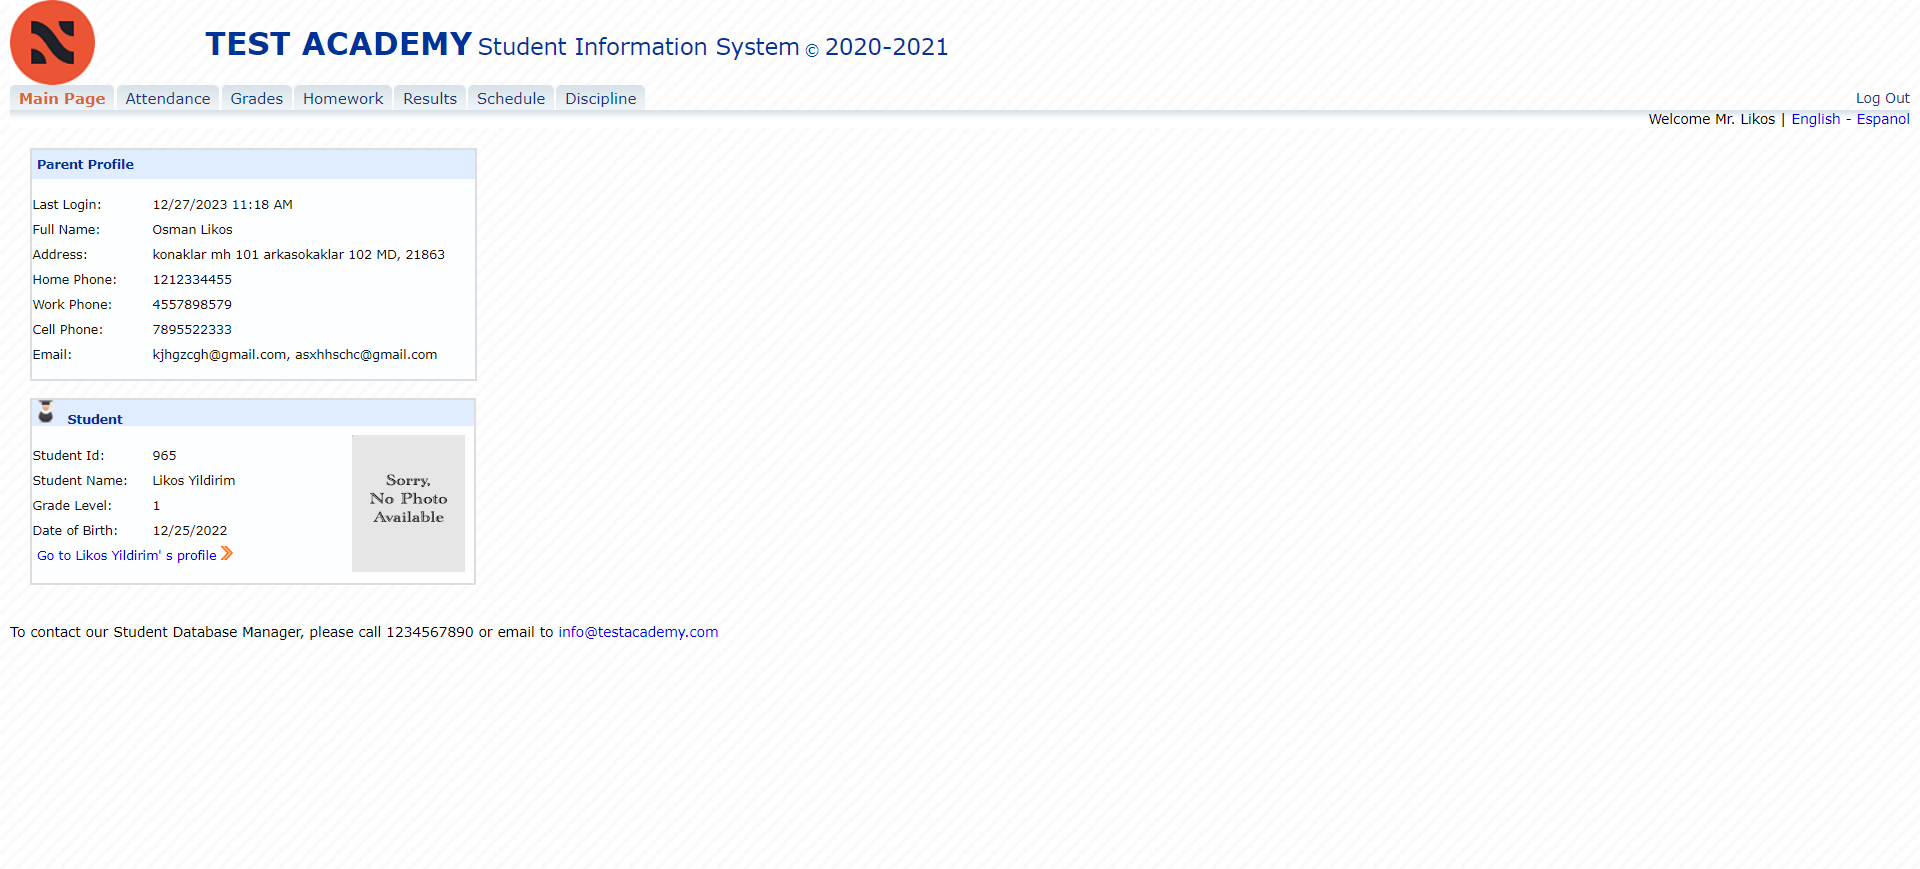 TEST ACADEMY Student Information System © 2020-2021
Main Page Attendance Grades Homework Results Schedule Discipline Log Out
Welcome Mr. Likos | English - Espanol
Parent Profile
Last Login: 12/27/2023 11:18 AM
Full Name: Osman Likos
Address: konaklar mh 101 arkasokaklar 102 MD, 21863
Home Phone: 1212334455
Work Phone: 4557898579
Cell Phone: 7895522333
Email: kjhgzcgh@gmail.com, asxhhschc@gmail.com
Student
Student Id: 965
Student Name: Likos Yildirim
Grade Level: 1
Date of Birth: 12/25/2022
Go to Likos Yildirim' s profile
Sorry,
No Photo
Available
To contact our Student Database Manager, please call 1234567890 or email to info@testacademy.com